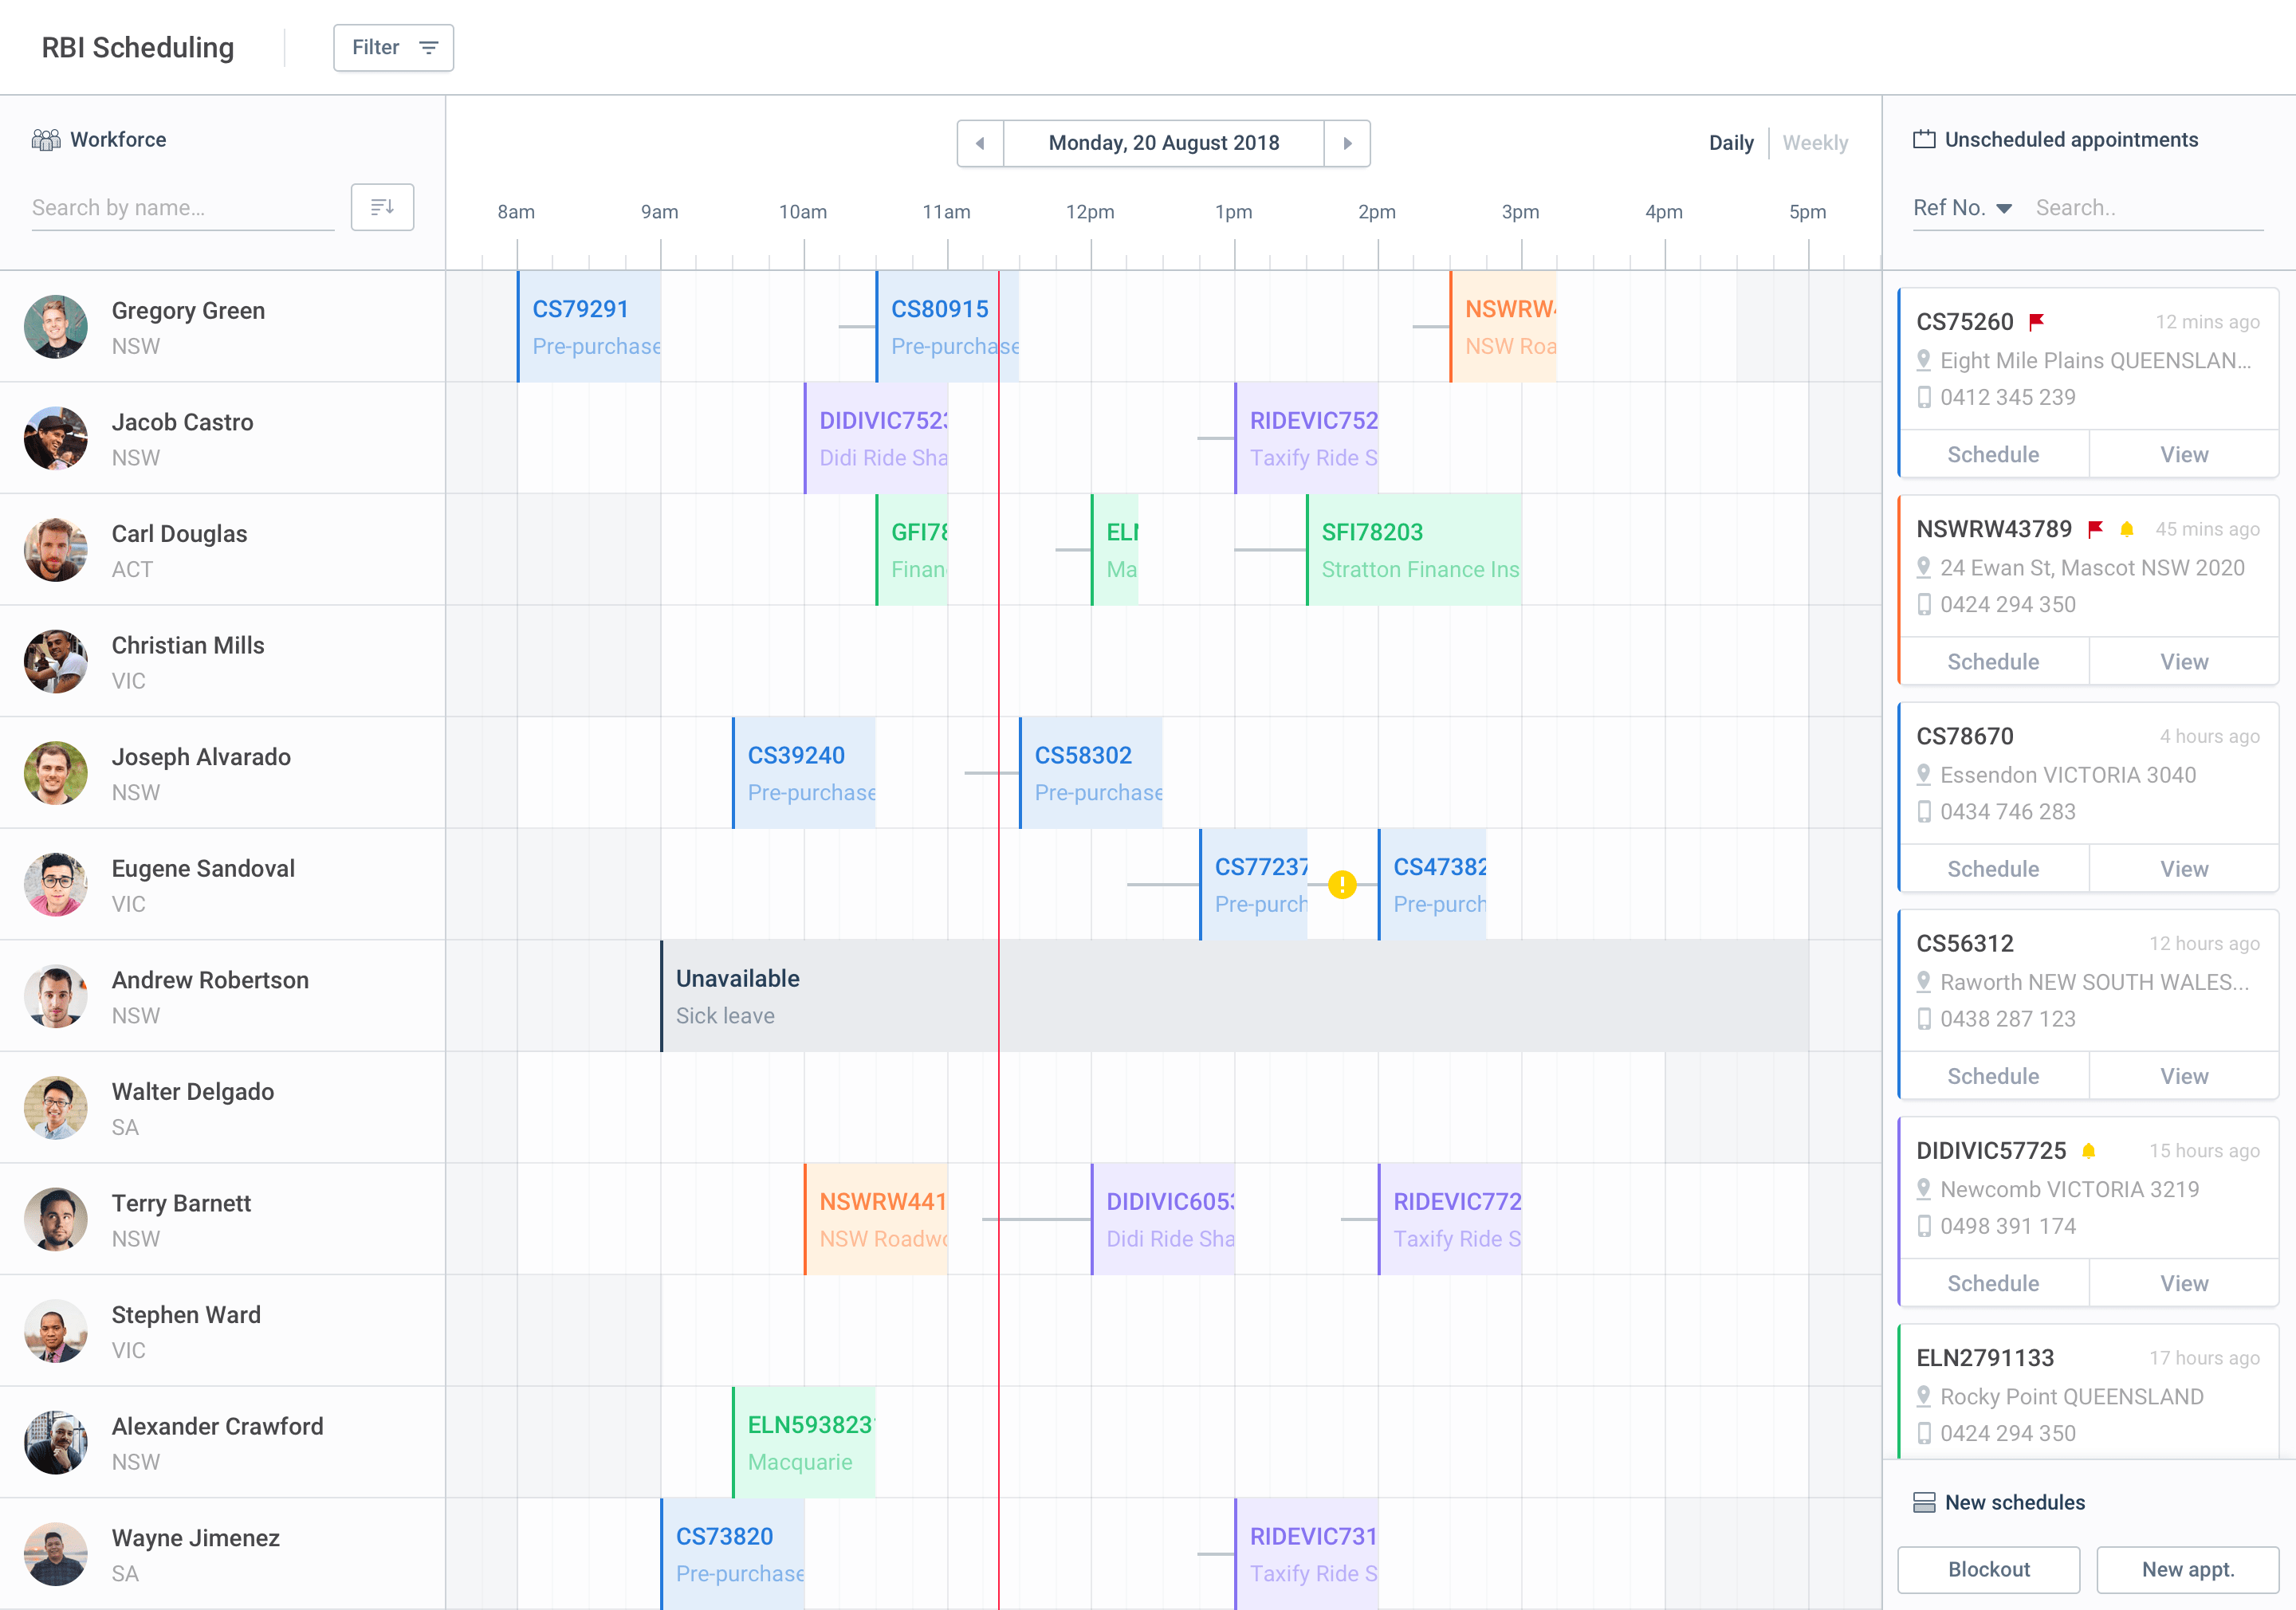 RBI Scheduling
Filter
Workforce
Search by name...
Monday, 20 August 2018
Daily
Weekly
8am 9am 10am 11am 12pm 1pm 2pm 3pm 4pm 5pm
Unscheduled appointments
Ref No.
Search..
Gregory Green
NSW
CS79291
Pre-purchase
CS80915
Pre-purchase
NSWRW
NSW Roa
Jacob Castro
NSW
DIDIVIC752
Didi Ride Sha
RIDEVIC752
Taxify Ride S
Carl Douglas
ACT
GFI78
Finan
EL
Ma
SFI78203
Stratton Finance Ins
Christian Mills
VIC
Joseph Alvarado
NSW
CS39240
Pre-purchase
CS58302
Pre-purchase
Eugene Sandoval
VIC
CS77237
Pre-purch
!
CS47382
Pre-purch
Andrew Robertson
NSW
Unavailable
Sick leave
Walter Delgado
SA
Terry Barnett
NSW
NSWRW441
NSW Roadwo
DIDIVIC605
Didi Ride Sha
RIDEVIC772
Taxify Ride S
Stephen Ward
VIC
Alexander Crawford
NSW
ELN593823
Macquarie
Wayne Jimenez
SA
CS73820
Pre-purchase
RIDEVIC731
Taxify Ride S
CS75260
12 mins ago
Eight Mile Plains QUEENSLAN...
0412 345 239
Schedule
View
NSWRW43789
45 mins ago
24 Ewan St, Mascot NSW 2020
0424 294 350
Schedule
View
CS78670
4 hours ago
Essendon VICTORIA 3040
0434 746 283
Schedule
View
CS56312
12 hours ago
Raworth NEW SOUTH WALES...
0438 287 123
Schedule
View
DIDIVIC57725
15 hours ago
Newcomb VICTORIA 3219
0498 391 174
Schedule
View
ELN2791133
17 hours ago
Rocky Point QUEENSLAND
0424 294 350
New schedules
Blockout
New appt.